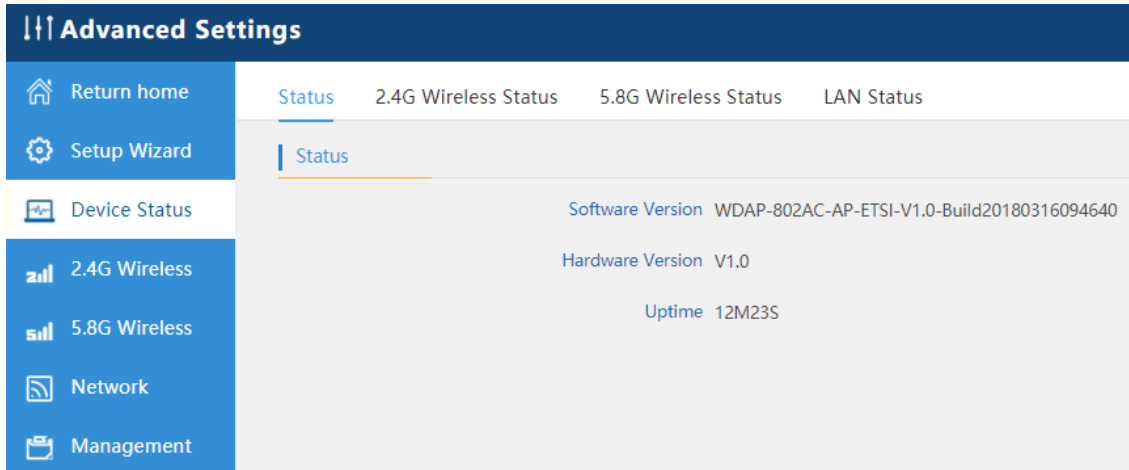 Advanced Settings
Return home
Setup Wizard
Device Status
2.4G Wireless
5.8G Wireless
Network
Management
Status 2.4G Wireless Status 5.8G Wireless Status LAN Status
Status
Software Version WDAP-802AC-AP-ETSI-V1.0-Build20180316094640
Hardware Version V1.0
Uptime 12M23S